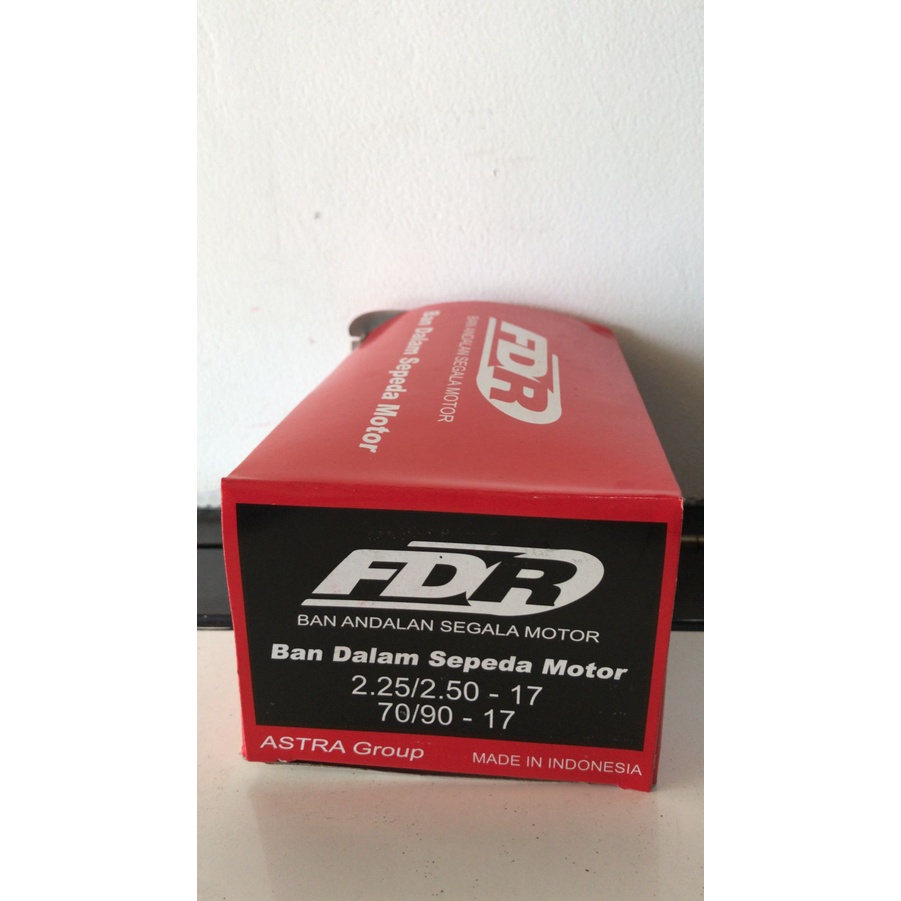 FDR
BAN ANDALAN SEGALA MOTOR
Ban Dalam Sepeda Motor
FDR
BAN ANDALAN SEGALA MOTOR
Ban Dalam Sepeda Motor
2.25/2.50 - 17
70/90 - 17
ASTRA Group
MADE IN INDONESIA